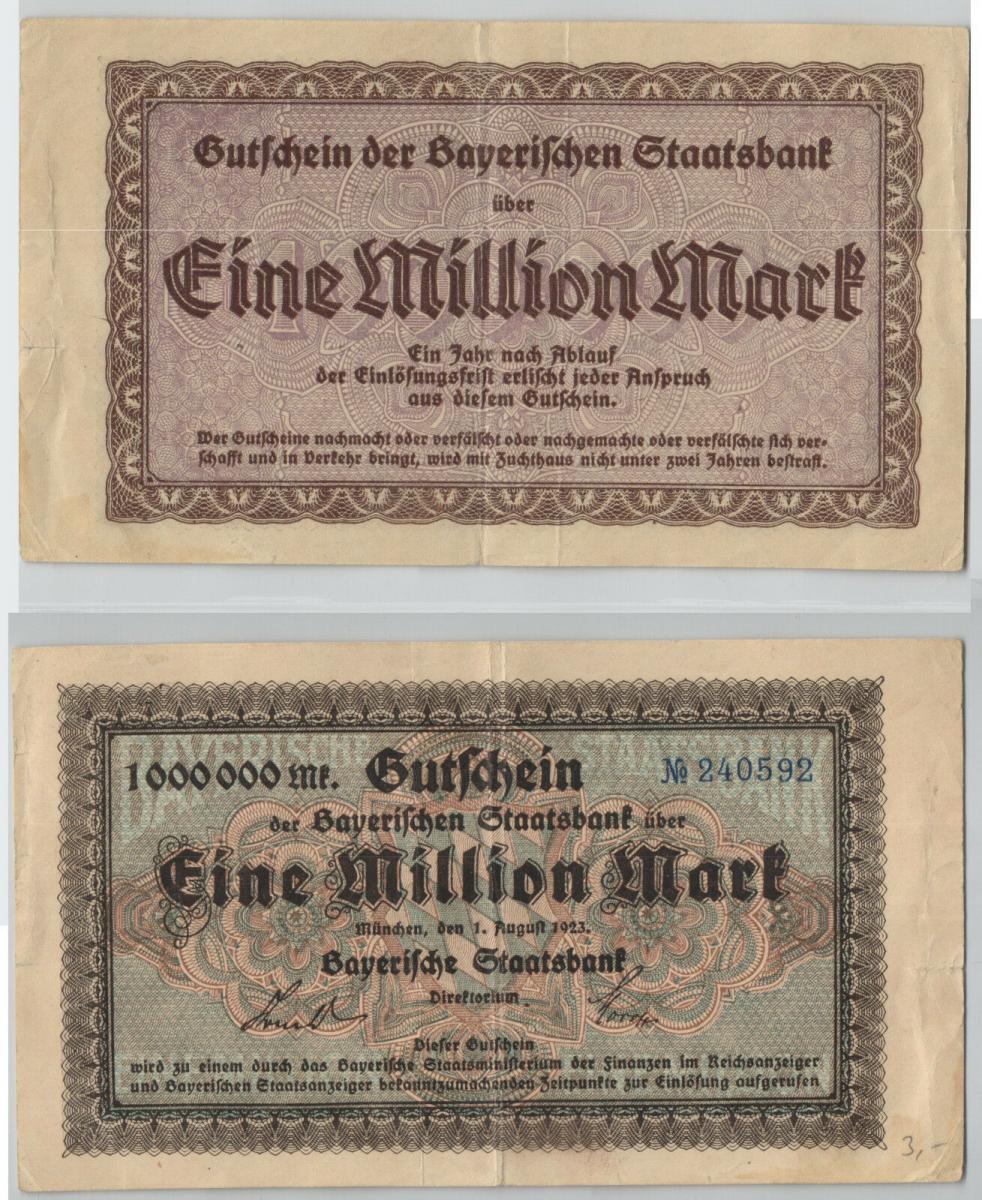 Gutschein der Bayerischen Staatsbank
über
Eine Million Mark
Ein Jahr nach Ablauf
der Einlösungsfrist erlischt jeder Anspruch
aus diesem Gutschein.
Wer Gutscheine nachmacht oder verfälscht oder nachgemachte oder verfälschte sich ver-
schafft und in Verkehr bringt, wird mit Zuchthaus nicht unter zwei Jahren bestraft.
BAYERISCHE STAATSBANK
1000000 Mk. Gutschein № 240592
der Bayerischen Staatsbank über
Eine Million Mark
München, den 1. August 1923.
Bayerische Staatsbank
Direktorium
Dieser Gutschein
wird zu einem durch das Bayerische Staatsministerium der Finanzen im Reichsanzeiger
und Bayerischen Staatsanzeiger bekanntzumachenden Zeitpunkte zur Einlösung aufgerufen
3,-